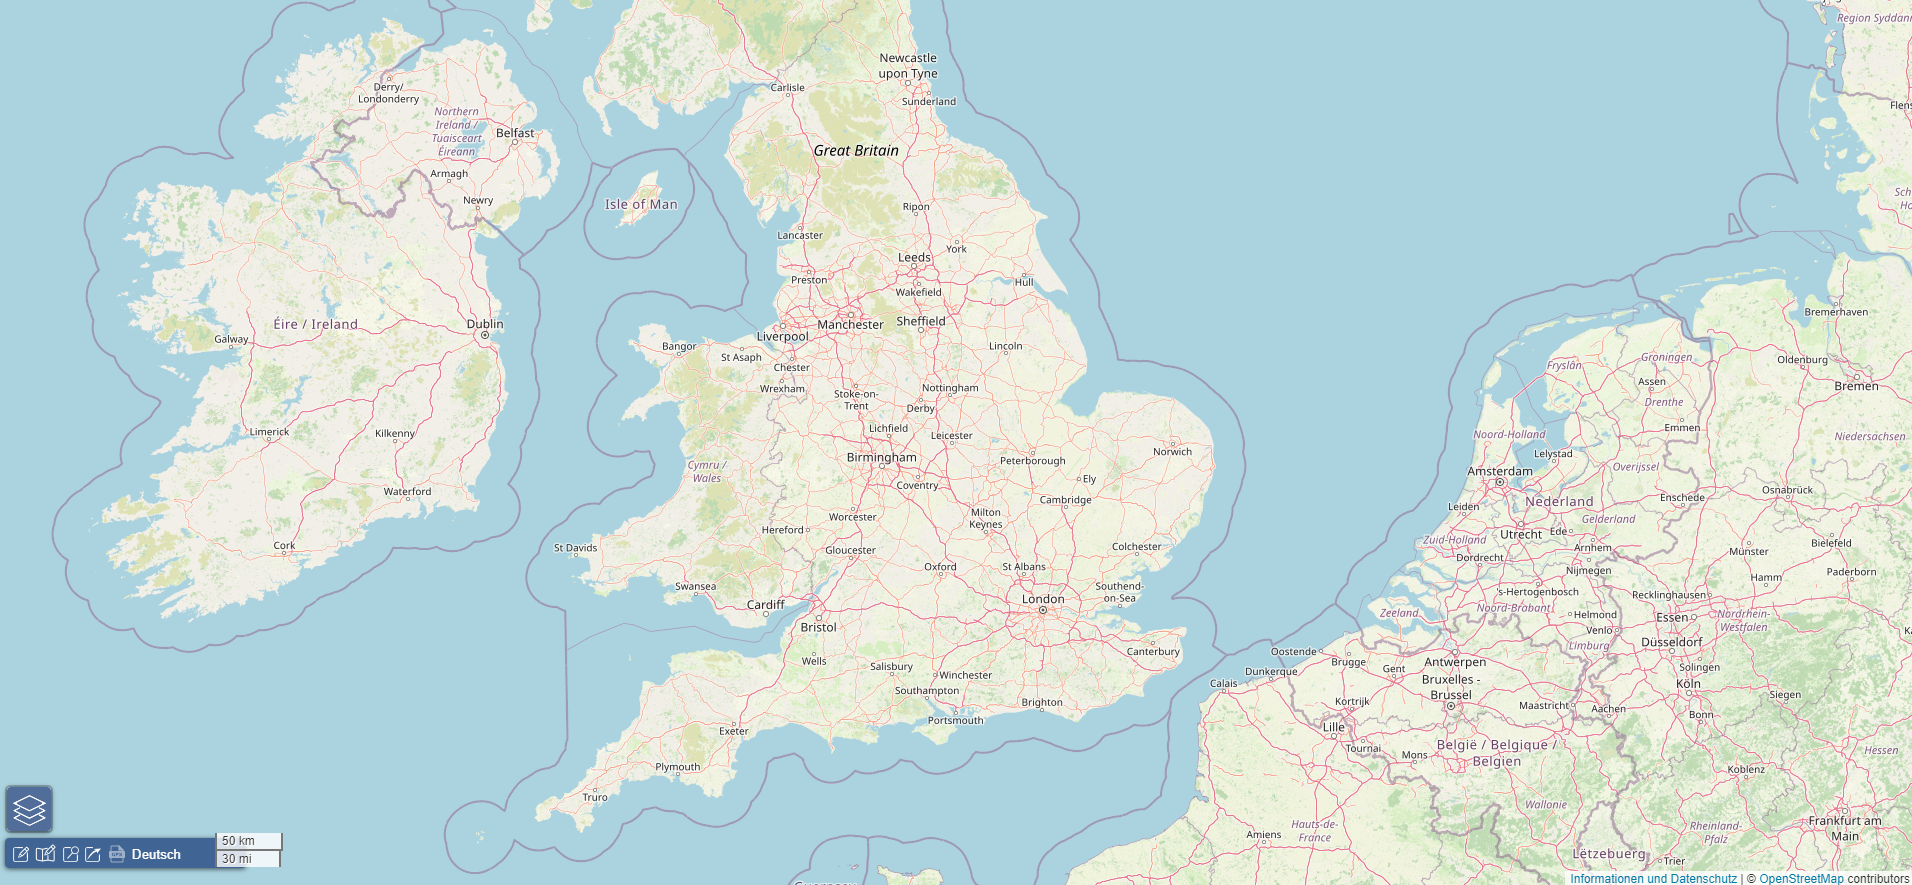 Region Syddanm
Newcastle
upon Tyne
Carlisle
Derry/
Londonderry
Sunderland
Flens
Northern
Ireland /
Tuaisceart
Éireann
Belfast
Great Britain
Armagh
Newry
Isle of Man
Ripon
Lancaster
York
Leeds
Preston
Hull
Wakefield
Bremerhaven
Éire / Ireland
Dublin
Manchester
Sheffield
Galway
Liverpool
Bangor
St Asaph
Lincoln
Chester
Groningen
Oldenburg
Fryslân
Assen
Bremen
Wrexham
Stoke-on-
Trent
Nottingham
Derby
Drenthe
Limerick
Kilkenny
Lichfield
Leicester
Emmen
Noord-Holland
Niedersachsen
Birmingham
Peterborough
Norwich
Lelystad
Cymru /
Wales
Amsterdam
Overijssel
Coventry
Ely
Waterford
Cambridge
Nederland
Enschede
Osnabrück
Leiden
Worcester
Milton
Keynes
Hereford
Gelderland
Utrecht
Ede
Zuid-Holland
Cork
St Davids
Gloucester
Colchester
Arnhem
Münster
Bielefeld
Dordrecht
Oxford
St Albans
Nijmegen
Hamm
Paderborn
Swansea
Southend-
on-Sea
's-Hertogenbosch
Recklinghausen
Cardiff
London
Zeeland
Noord-Brabant
Helmond
Essen
Nordrhein-
Westfalen
Bristol
Venlo
Düsseldorf
Limburg
Canterbury
Oostende
Brugge
Antwerpen
Wells
Salisbury
Winchester
Dunkerque
Gent
Bruxelles -
Brussel
Solingen
Calais
Köln
Siegen
Southampton
Brighton
Kortrijk
Maastricht
Aachen
Bonn
Portsmouth
Exeter
Lille
Tournai
België / Belgique /
Belgien
Mons
Hessen
Plymouth
Koblenz
Truro
Wallonie
Hauts-de-
France
Amiens
Rheinland-
Pfalz
Frankfurt am
Main
Lëtzebuerg
Trier
50 km
30 mi
Deutsch
Informationen und Datenschutz | © OpenStreetMap contributors